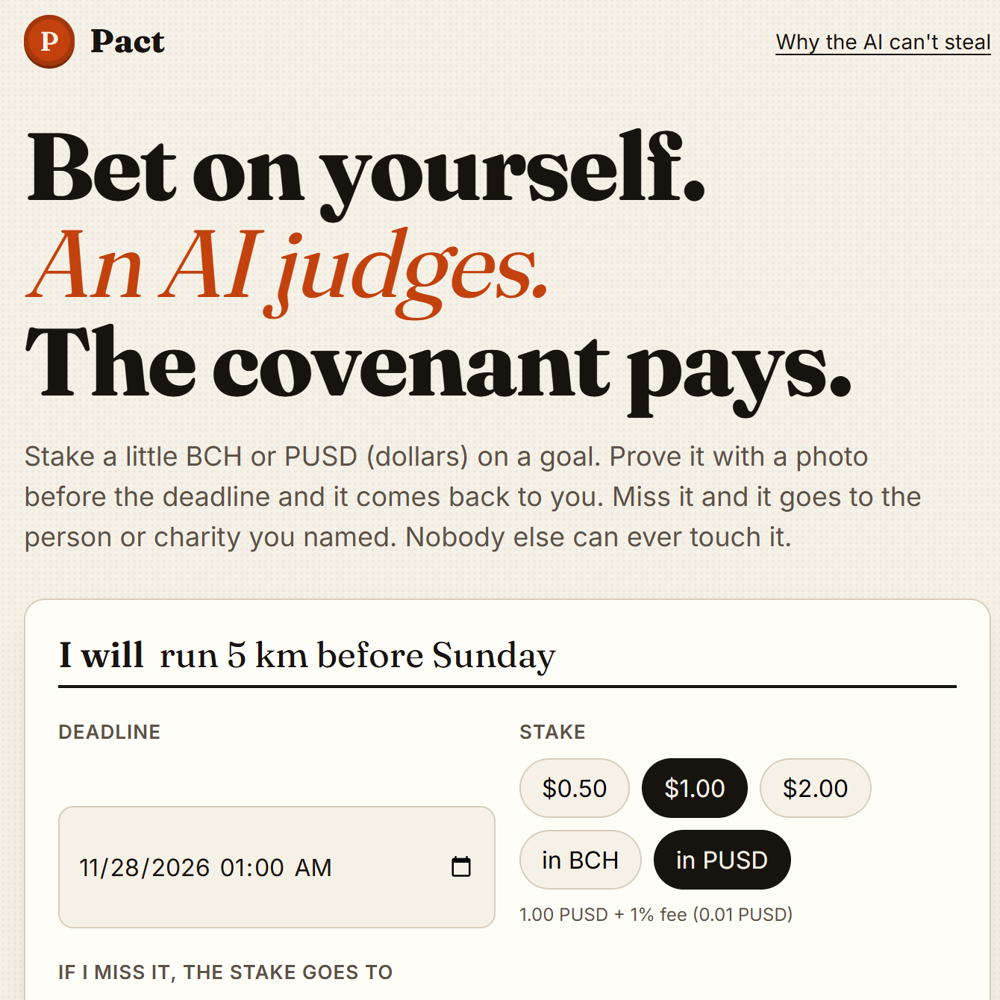 P Pact
Why the AI can't steal
Bet on yourself.
An AI judges.
The covenant pays.
Stake a little BCH or PUSD (dollars) on a goal. Prove it with a photo
before the deadline and it comes back to you. Miss it and it goes to the
person or charity you named. Nobody else can ever touch it.
I will run 5 km before Sunday
DEADLINE
11/28/2026 01:00 AM
STAKE
$0.50 $1.00 $2.00
in BCH in PUSD
1.00 PUSD + 1% fee (0.01 PUSD)
IF I MISS IT, THE STAKE GOES TO